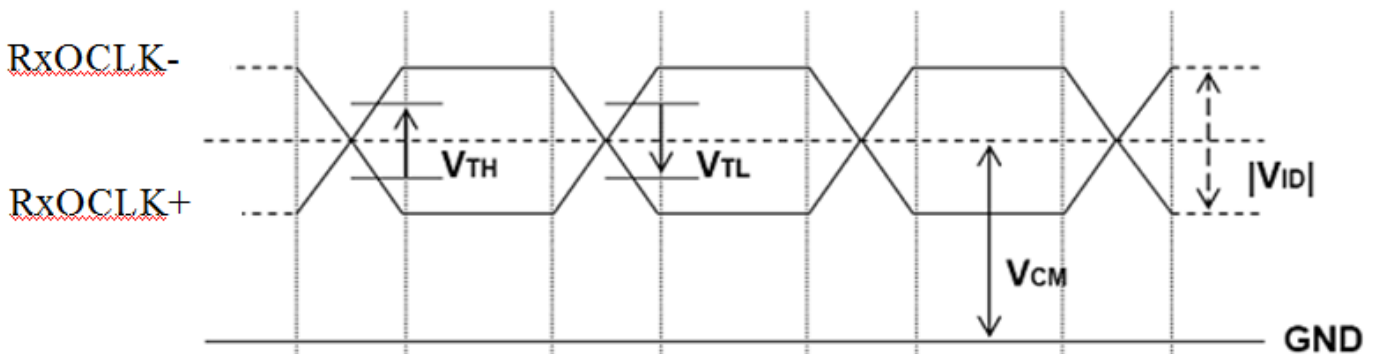 RxOCLK-
VTH
VTL
RxOCLK+
|VID|
VCM
GND